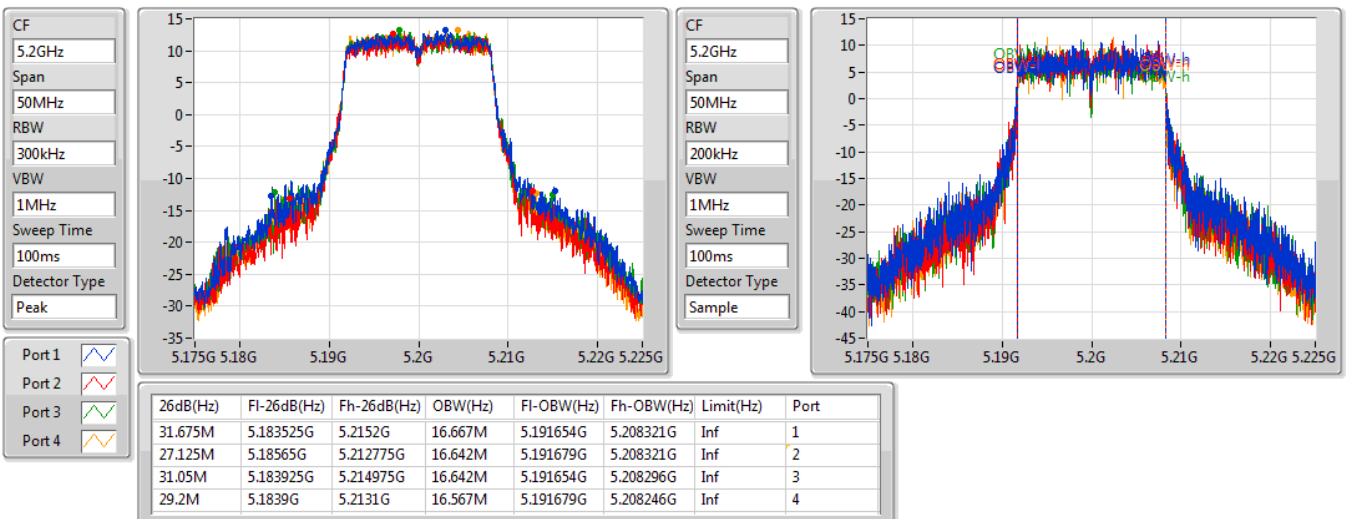 CF
5.2GHz
Span
50MHz
RBW
300kHz
VBW
1MHz
Sweep Time
100ms
Detector Type
Peak
15
10
5
0
-5
-10
-15
-20
-25
-30
-35
5.175G 5.18G 5.19G 5.2G 5.21G 5.22G 5.225G
CF
5.2GHz
Span
50MHz
RBW
200kHz
VBW
1MHz
Sweep Time
100ms
Detector Type
Sample
15
10
5
0
-5
-10
-15
-20
-25
-30
-35
-40
-45
5.175G 5.18G 5.19G 5.2G 5.21G 5.22G 5.225G
Port 1
Port 2
Port 3
Port 4
26dB(Hz) Fl-26dB(Hz) Fh-26dB(Hz) OBW(Hz) Fl-OBW(Hz) Fh-OBW(Hz) Limit(Hz) Port
31.675M 5.183525G 5.2152G 16.667M 5.191654G 5.208321G Inf 1
27.125M 5.18565G 5.212775G 16.642M 5.191679G 5.208321G Inf 2
31.05M 5.183925G 5.214975G 16.642M 5.191654G 5.208296G Inf 3
29.2M 5.1839G 5.2131G 16.567M 5.191679G 5.208246G Inf 4